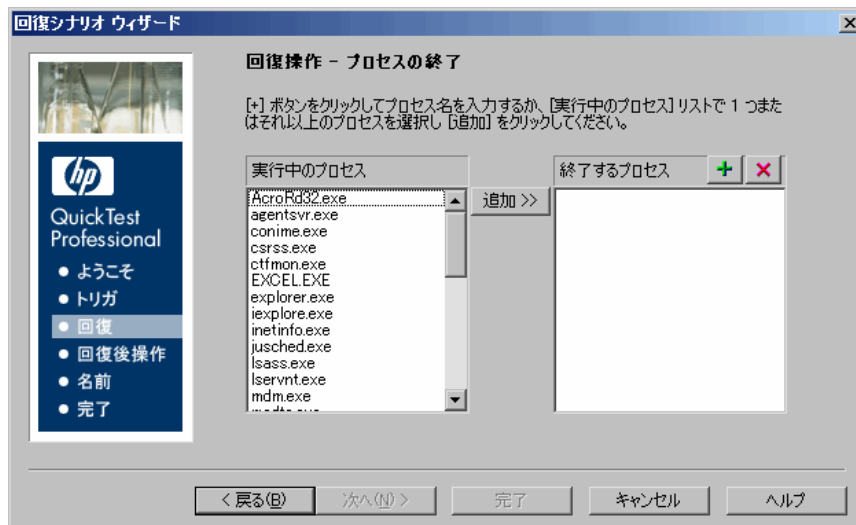 回復シナリオ ウィザード
回復操作 - プロセスの終了
[+] ボタンをクリックしてプロセス名を入力するか、[実行中のプロセス] リストで 1 つまた
はそれ以上のプロセスを選択し [追加] をクリックしてください。
hp
QuickTest
Professional
ようこそ
トリガ
回復
回復後操作
名前
完了
実行中のプロセス
AcroRd32.exe
agentsvr.exe
conime.exe
csrss.exe
ctfmon.exe
EXCEL.EXE
explorer.exe
iexplore.exe
inetinfo.exe
jusched.exe
lsass.exe
lservnt.exe
mdm.exe
追加 >>
終了するプロセス
< 戻る(B)
次へ(N) >
完了
キャンセル
ヘルプ